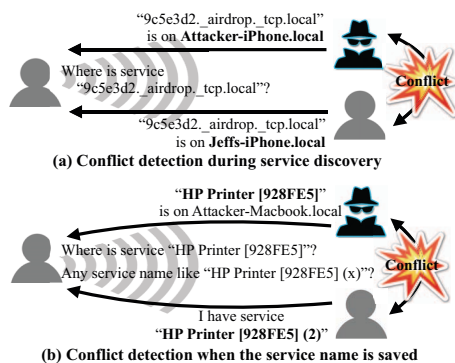 “9c5e3d2._airdrop._tcp.local”
is on Attacker-iPhone.local
Where is service
“9c5e3d2._airdrop._tcp.local”?
Conflict
“9c5e3d2._airdrop._tcp.local”
is on Jeffs-iPhone.local
(a) Conflict detection during service discovery
“HP Printer [928FE5]”
is on Attacker-Macbook.local
Where is service “HP Printer [928FE5]”?
Any service name like “HP Printer [928FE5] (x)”?
Conflict
I have service
“HP Printer [928FE5] (2)”
(b) Conflict detection when the service name is saved